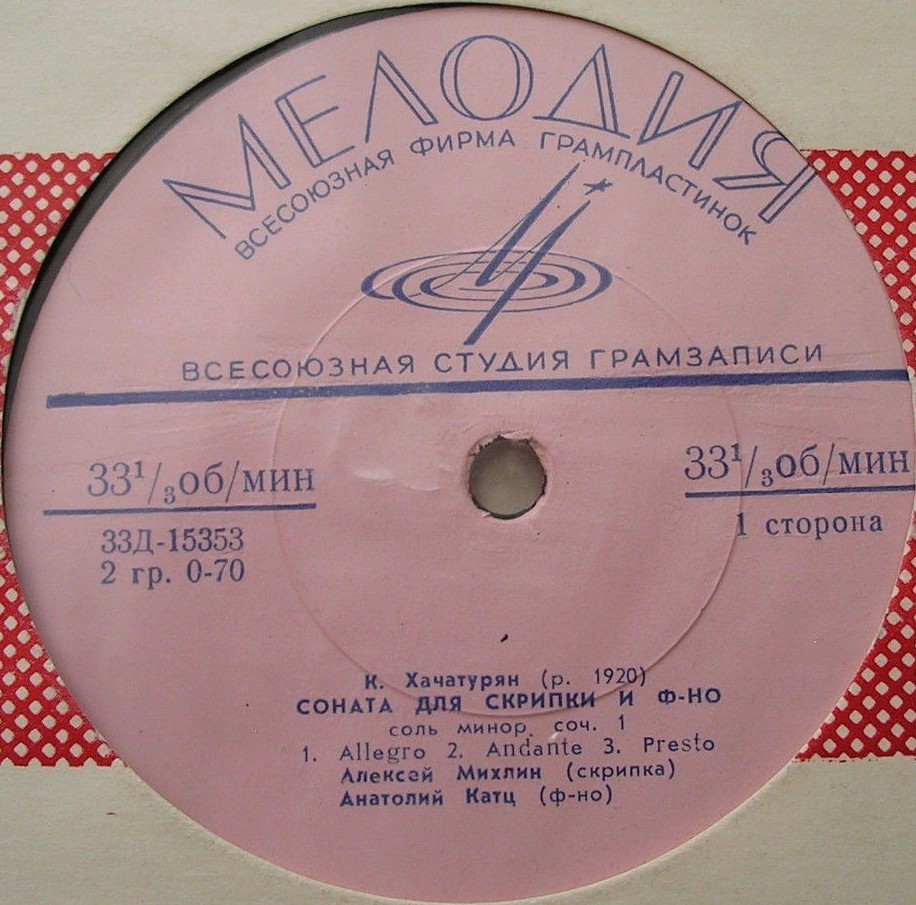 МЕЛОДИЯ
ВСЕСОЮЗНАЯ ФИРМА ГРАМПЛАСТИНОК
ВСЕСОЮЗНАЯ СТУДИЯ ГРАМЗАПИСИ
33¹/₃об/мин
33Д-15353
2 гр. 0-70
33¹/₃об/мин
1 сторона
К. Хачатурян (р. 1920)
СОНАТА ДЛЯ СКРИПКИ И Ф-НО
соль минор, соч. 1
1. Allegro 2. Andante 3. Presto
Алексей Михлин (скрипка)
Анатолий Катц (ф-но)